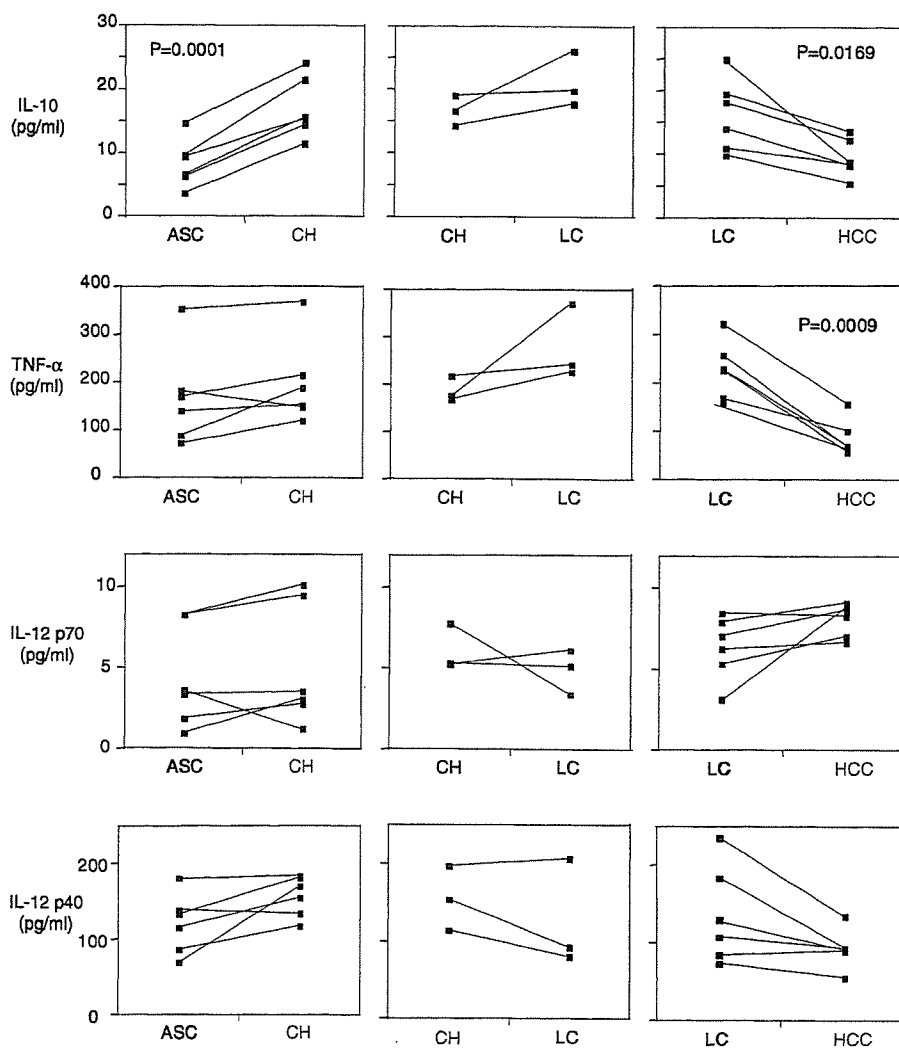 30
20
10
0
IL-10
(pg/ml)
P=0.0001
P=0.0169
ASC CH
CH LC
LC HCC
400
300
200
100
0
TNF-α
(pg/ml)
P=0.0009
ASC CH
CH LC
LC HCC
10
5
0
IL-12 p70
(pg/ml)
ASC CH
CH LC
LC HCC
200
100
0
IL-12 p40
(pg/ml)
ASC CH
CH LC
LC HCC